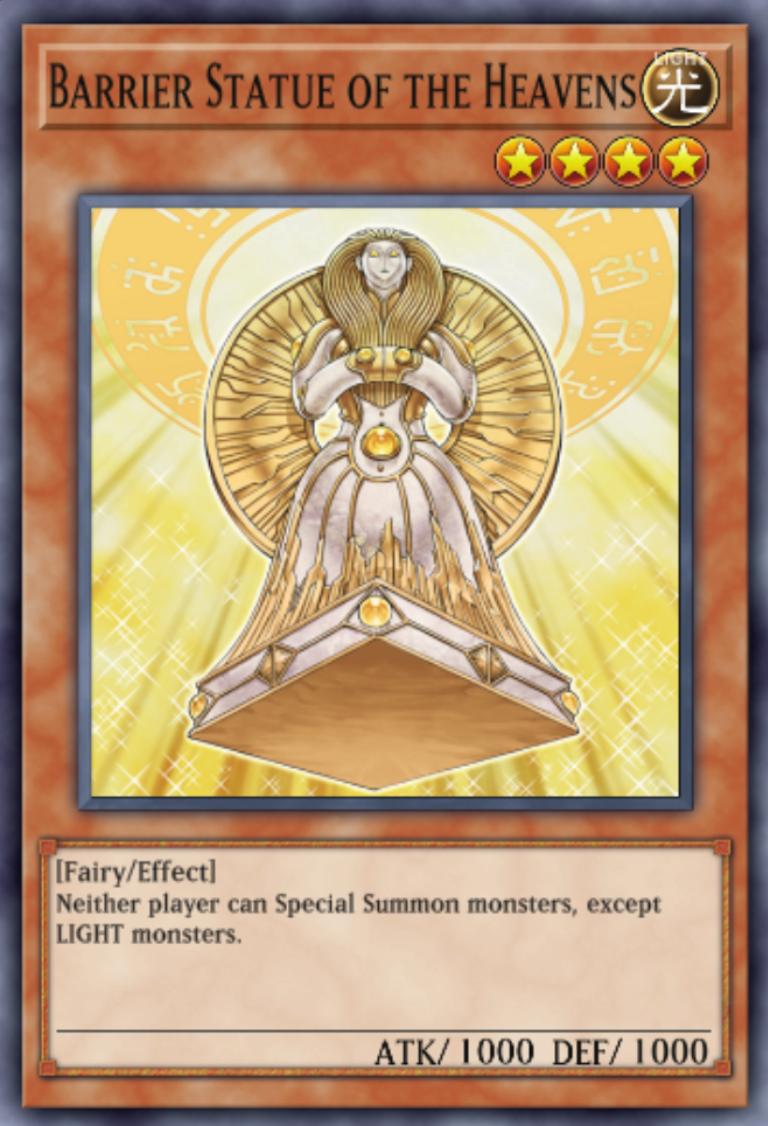 BARRIER STATUE OF THE HEAVENS
LIGHT
光
[Fairy/Effect]
Neither player can Special Summon monsters, except
LIGHT monsters.
ATK/ 1000 DEF/ 1000